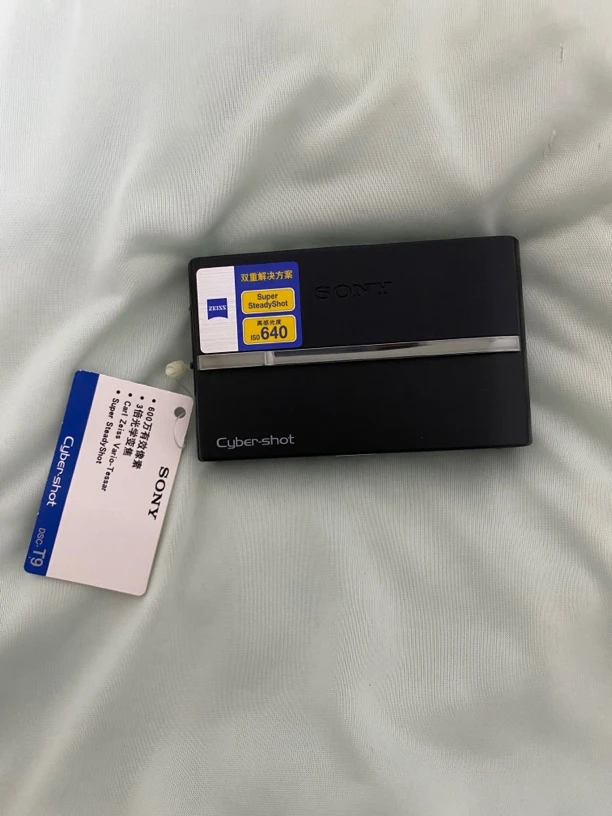 双重解决方案
ZEISS
Super
SteadyShot
高感光度
ISO 640
SONY
Cyber-shot
SONY
• 600万有效像素
• 3倍光学变焦
• Carl Zeiss Vario-Tessar
• Super SteadyShot
Cyber-shot
DSC-T9